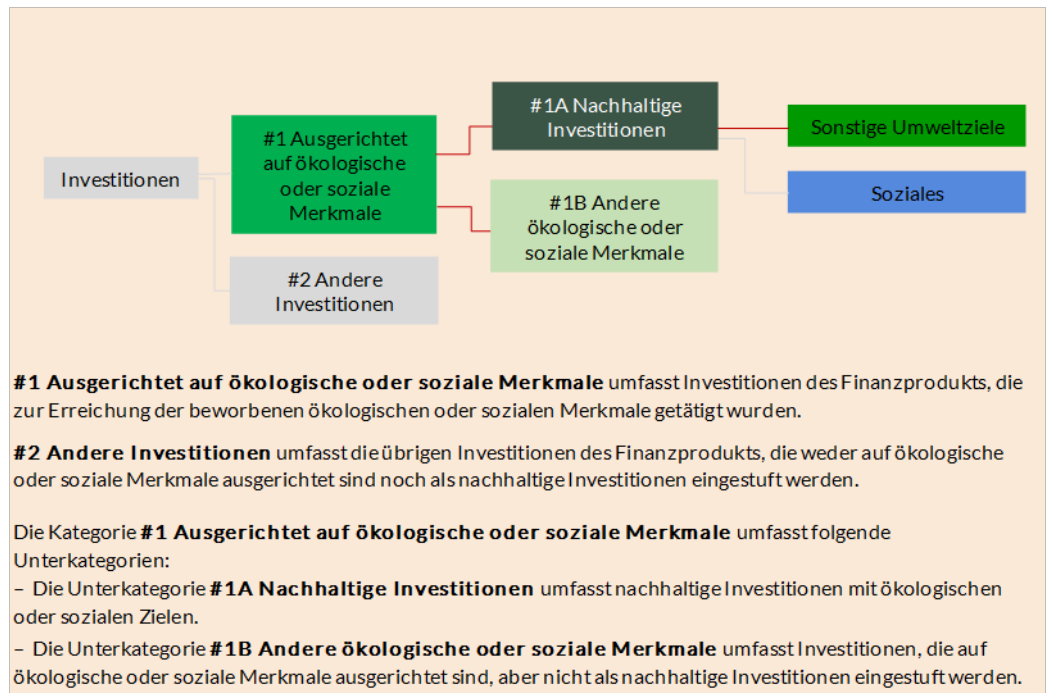 Investitionen
#1 Ausgerichtet
auf ökologische
oder soziale
Merkmale
#2 Andere
Investitionen
#1A Nachhaltige
Investitionen
#1B Andere
ökologische oder
soziale Merkmale
Sonstige Umweltziele
Soziales
#1 Ausgerichtet auf ökologische oder soziale Merkmale umfasst Investitionen des Finanzprodukts, die
zur Erreichung der beworbenen ökologischen oder sozialen Merkmale getätigt wurden.
#2 Andere Investitionen umfasst die übrigen Investitionen des Finanzprodukts, die weder auf ökologische
oder soziale Merkmale ausgerichtet sind noch als nachhaltige Investitionen eingestuft werden.
Die Kategorie #1 Ausgerichtet auf ökologische oder soziale Merkmale umfasst folgende
Unterkategorien:
– Die Unterkategorie #1A Nachhaltige Investitionen umfasst nachhaltige Investitionen mit ökologischen
oder sozialen Zielen.
– Die Unterkategorie #1B Andere ökologische oder soziale Merkmale umfasst Investitionen, die auf
ökologische oder soziale Merkmale ausgerichtet sind, aber nicht als nachhaltige Investitionen eingestuft werden.